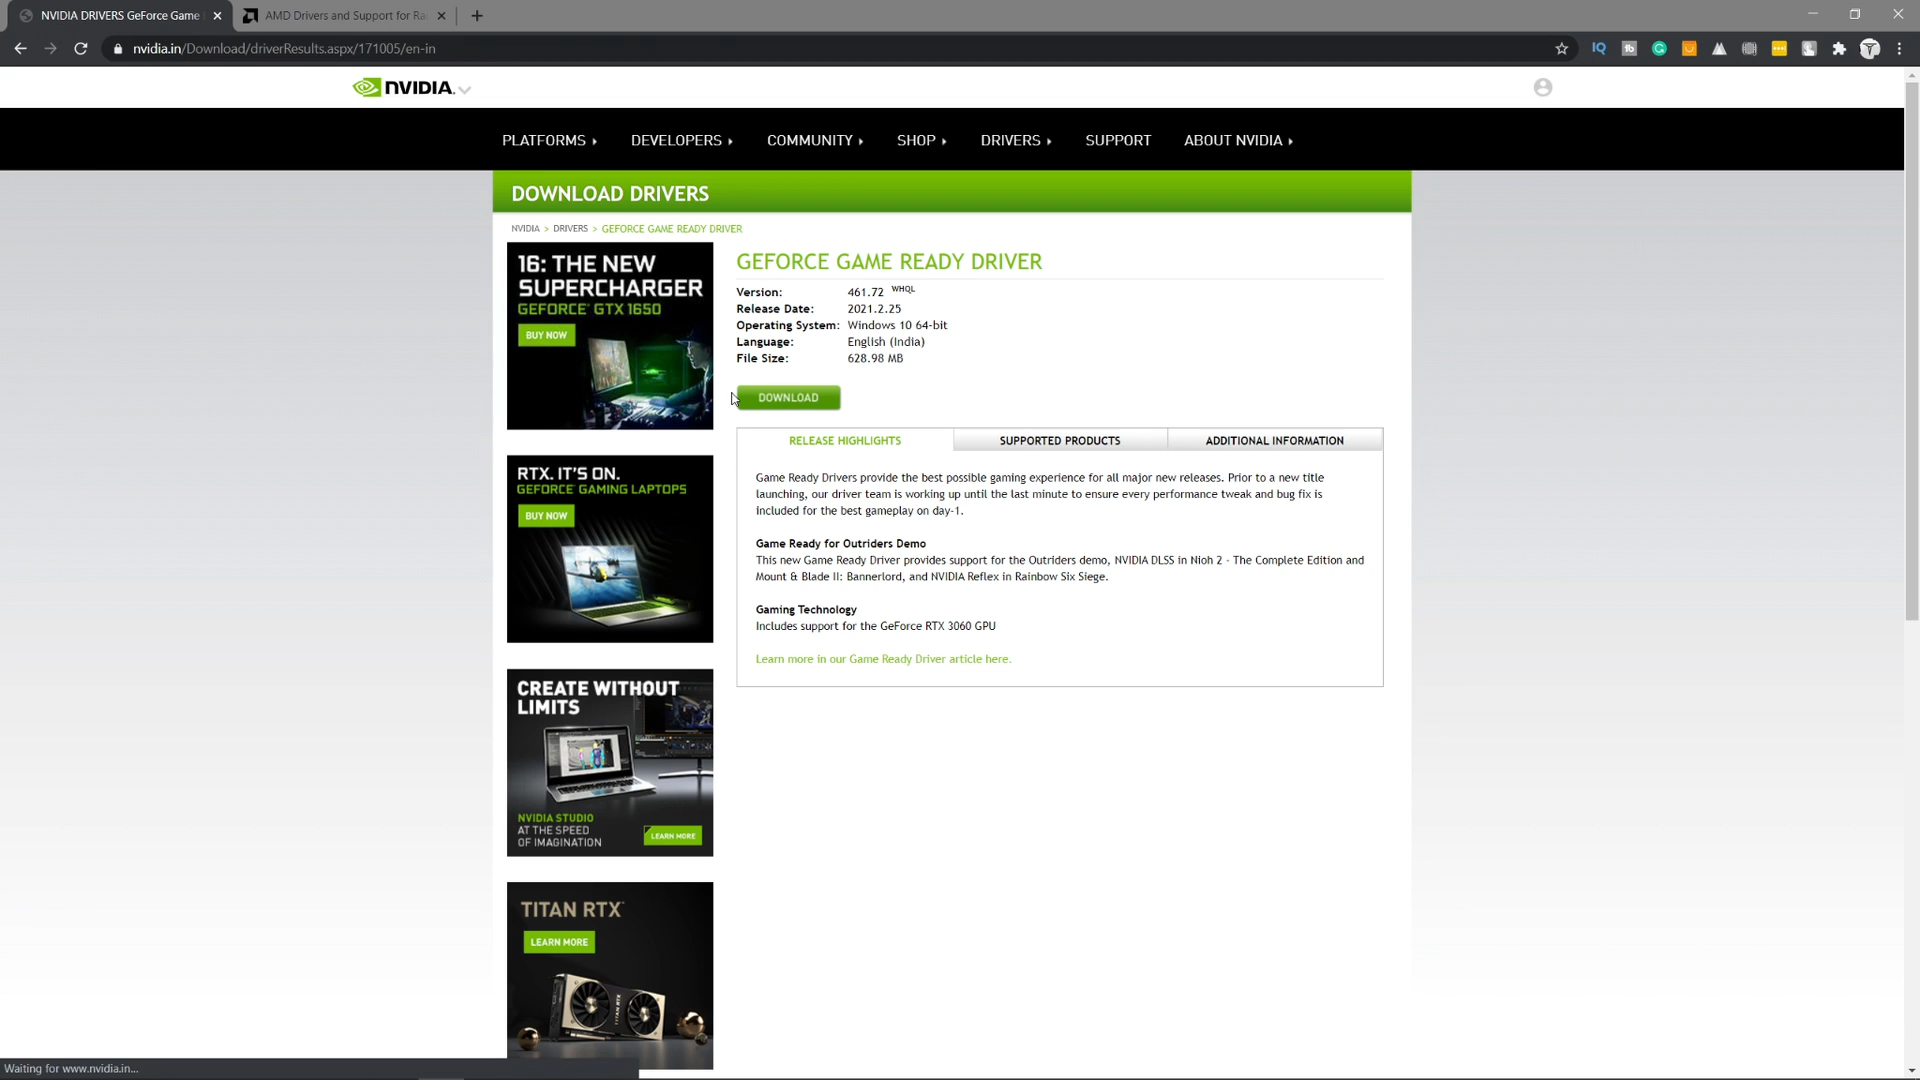 NVIDIA DRIVERS GeForce Game
AMD Drivers and Support for Ra
nvidia.in/Download/driverResults.aspx/171005/en-in
NVIDIA.
PLATFORMS DEVELOPERS COMMUNITY SHOP DRIVERS SUPPORT ABOUT NVIDIA
DOWNLOAD DRIVERS
NVIDIA > DRIVERS > GEFORCE GAME READY DRIVER
16: THE NEW
SUPERCHARGER
GEFORCE® GTX 1650
BUY NOW
GEFORCE GAME READY DRIVER
Version: 461.72 WHQL
Release Date: 2021.2.25
Operating System: Windows 10 64-bit
Language: English (India)
File Size: 628.98 MB
DOWNLOAD
RELEASE HIGHLIGHTS SUPPORTED PRODUCTS ADDITIONAL INFORMATION
Game Ready Drivers provide the best possible gaming experience for all major new releases. Prior to a new title
launching, our driver team is working up until the last minute to ensure every performance tweak and bug fix is
included for the best gameplay on day-1.
Game Ready for Outriders Demo
This new Game Ready Driver provides support for the Outriders demo, NVIDIA DLSS in Nioh 2 - The Complete Edition and
Mount & Blade II: Bannerlord, and NVIDIA Reflex in Rainbow Six Siege.
Gaming Technology
Includes support for the GeForce RTX 3060 GPU
Learn more in our Game Ready Driver article here.
RTX. IT'S ON.
GEFORCE® GAMING LAPTOPS
BUY NOW
CREATE WITHOUT
LIMITS
NVIDIA STUDIO
AT THE SPEED
OF IMAGINATION
LEARN MORE
TITAN RTX™
LEARN MORE
Waiting for www.nvidia.in...